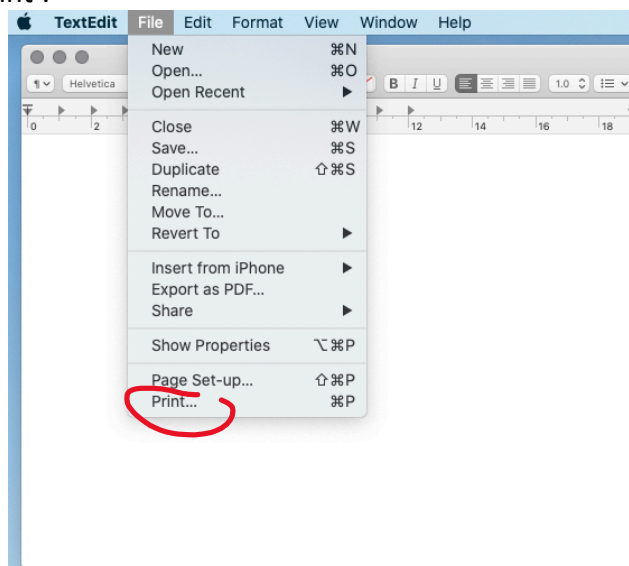 TextEdit File Edit Format View Window Help
New ⌘N
Open... ⌘O
Open Recent ▶
Helvetica B I U 1.0
0 2 12 14 16 18
Close ⌘W
Save... ⌘S
Duplicate ⇧⌘S
Rename...
Move To...
Revert To ▶
Insert from iPhone ▶
Export as PDF...
Share ▶
Show Properties ⌥⌘P
Page Set-up... ⇧⌘P
Print... ⌘P